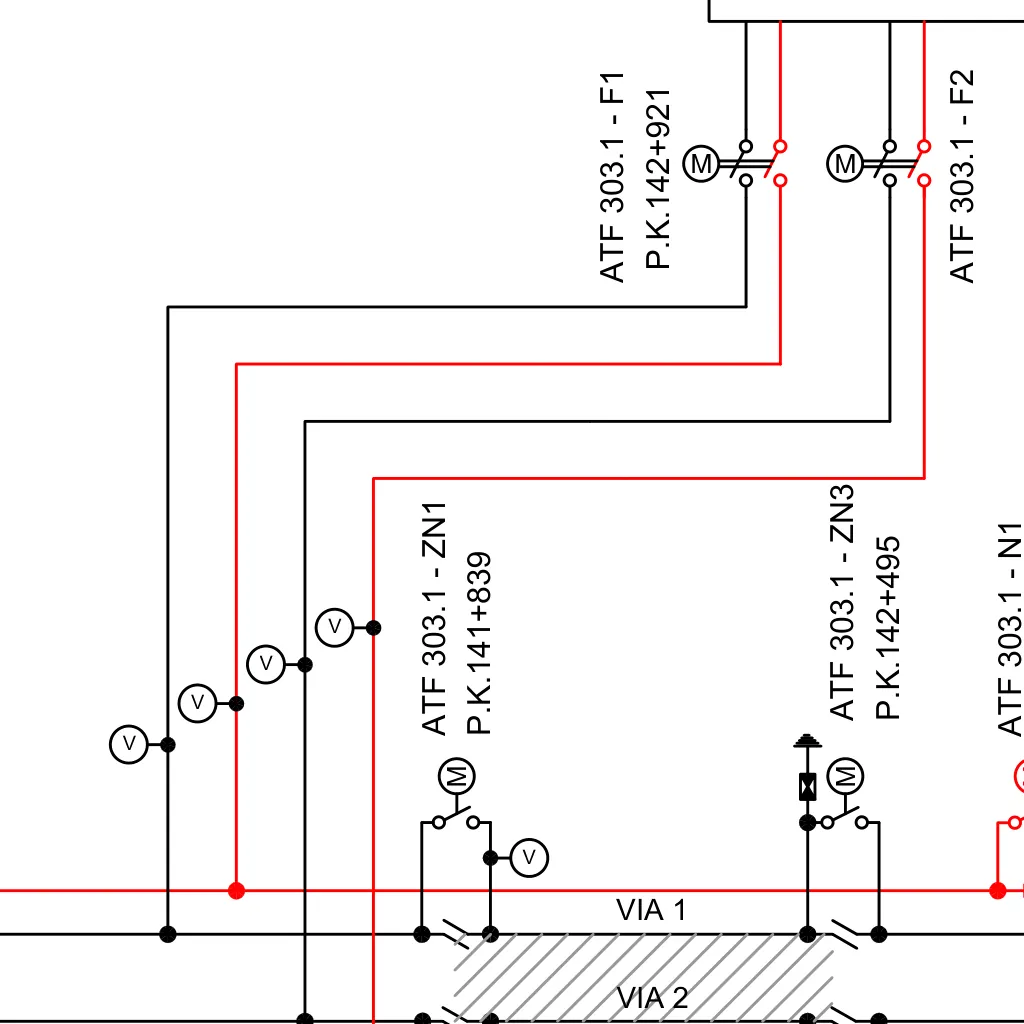 ATF 303.1 - F1
P.K.142+921
M
M
ATF 303.1 - F2
ATF 303.1 - ZN1
P.K.141+839
ATF 303.1 - ZN3
P.K.142+495
ATF 303.1 - N1
V
V
V
V
M
M
V
VIA 1
VIA 2